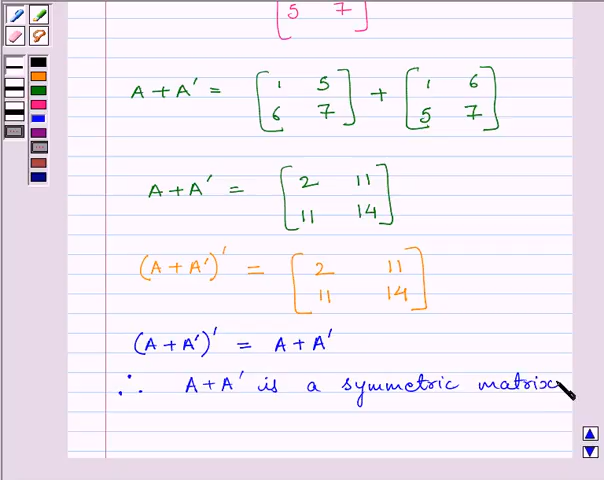 5 7
A + A' = [1 5 + [1 6
6 7] 5 7]
A + A' = [2 11
11 14]
(A + A')' = [2 11
11 14]
(A + A')' = A + A'
∴ A + A' is a symmetric matrix